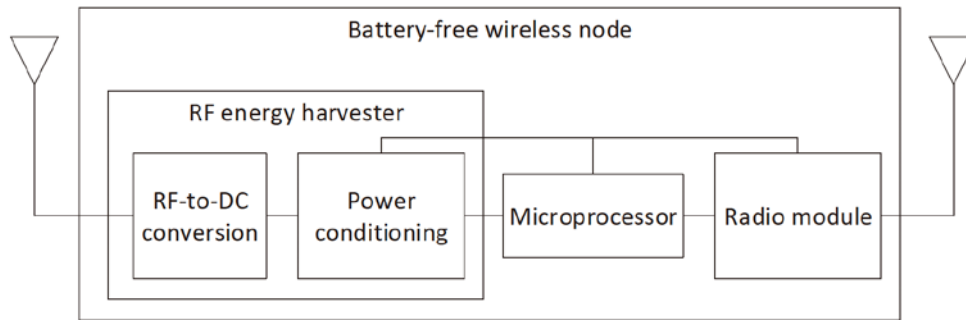 Battery-free wireless node
RF energy harvester
RF-to-DC
conversion
Power
conditioning
Microprocessor
Radio module